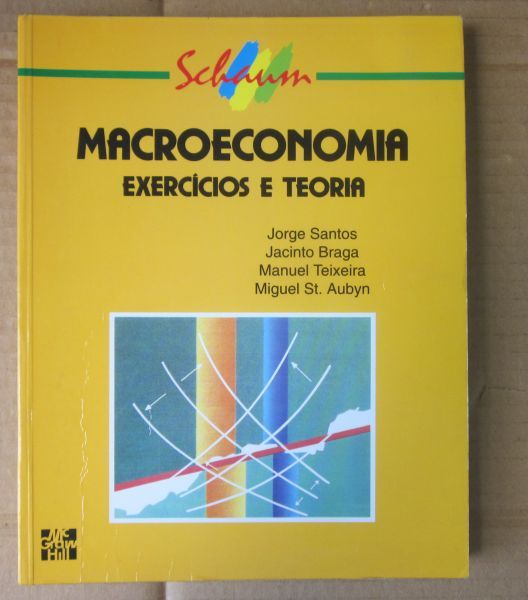 Schaum
MACROECONOMIA
EXERCÍCIOS E TEORIA
Jorge Santos
Jacinto Braga
Manuel Teixeira
Miguel St. Aubyn
Mc
Graw
Hill